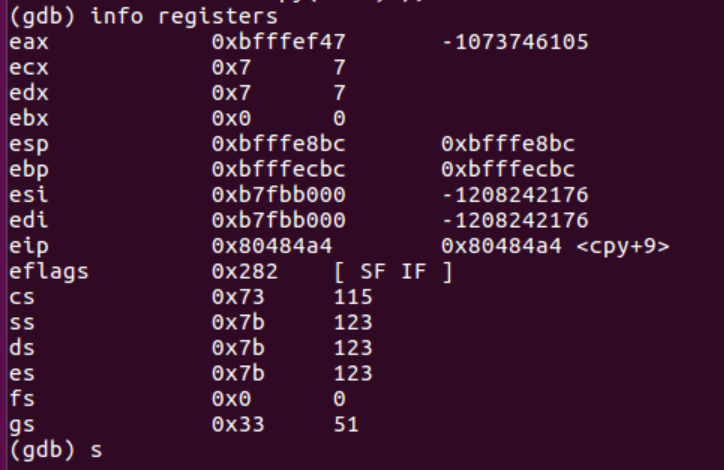 (gdb) info registers
eax 0xbfffef47 -1073746105
ecx 0x7 7
edx 0x7 7
ebx 0x0 0
esp 0xbfffe8bc 0xbfffe8bc
ebp 0xbfffecbc 0xbfffecbc
esi 0xb7fbb000 -1208242176
edi 0xb7fbb000 -1208242176
eip 0x80484a4 0x80484a4 <cpy+9>
eflags 0x282 [ SF IF ]
cs 0x73 115
ss 0x7b 123
ds 0x7b 123
es 0x7b 123
fs 0x0 0
gs 0x33 51
(gdb) s